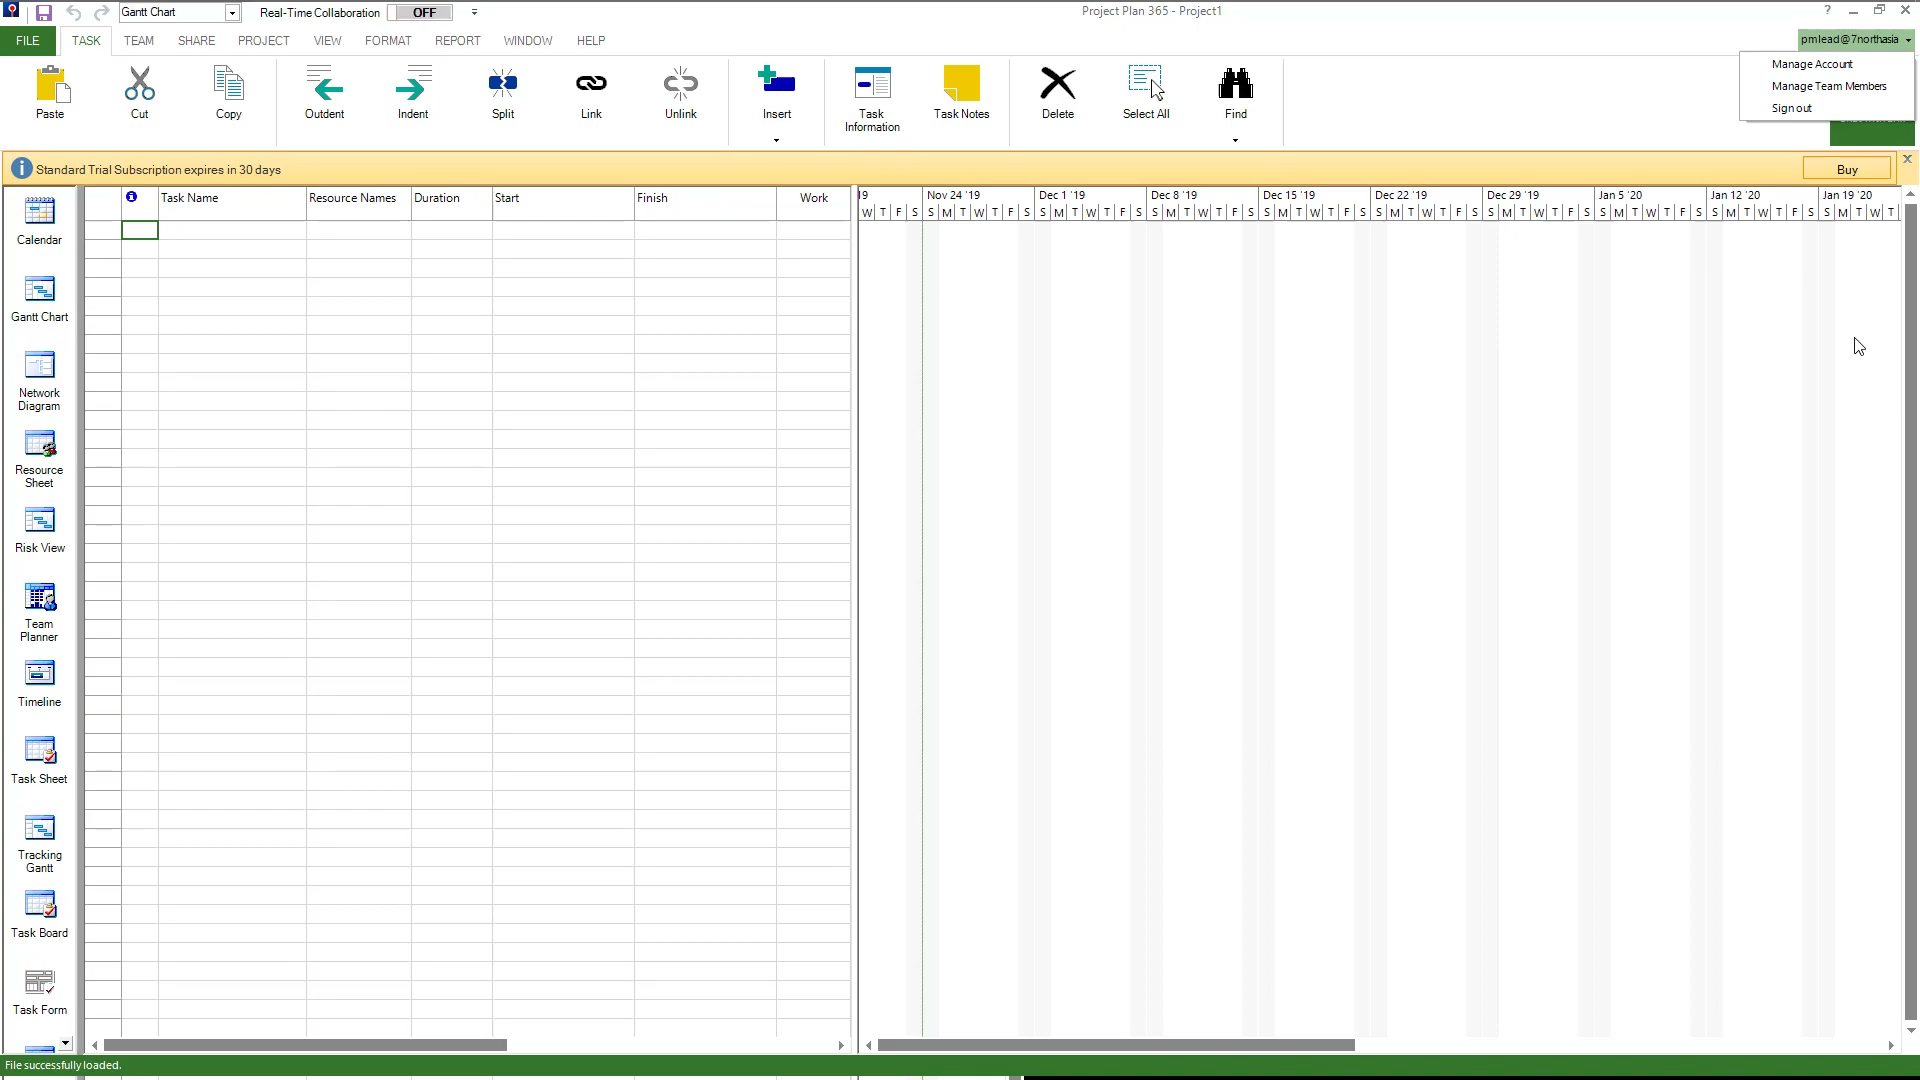 Gantt Chart Real-Time Collaboration OFF Project Plan 365 - Project1 ?
FILE TASK TEAM SHARE PROJECT VIEW FORMAT REPORT WINDOW HELP pmlead@7northasia
Manage Account
Manage Team Members
Sign out
Paste Cut Copy Outdent Indent Split Link Unlink Insert Task Information Task Notes Delete Select All Find
Standard Trial Subscription expires in 30 days Buy
Task Name Resource Names Duration Start Finish Work
19 Nov 24 '19 Dec 1 '19 Dec 8 '19 Dec 15 '19 Dec 22 '19 Dec 29 '19 Jan 5 '20 Jan 12 '20 Jan 19 '20
W T F S S M T W T F S S M T W T F S S M T W T F S S M T W T F S S M T W T F S S M T W T F S S M T W T F S S M T W T F S S M T W T
Calendar
Gantt Chart
Network
Diagram
Resource
Sheet
Risk View
Team
Planner
Timeline
Task Sheet
Tracking
Gantt
Task Board
Task Form
File successfully loaded.